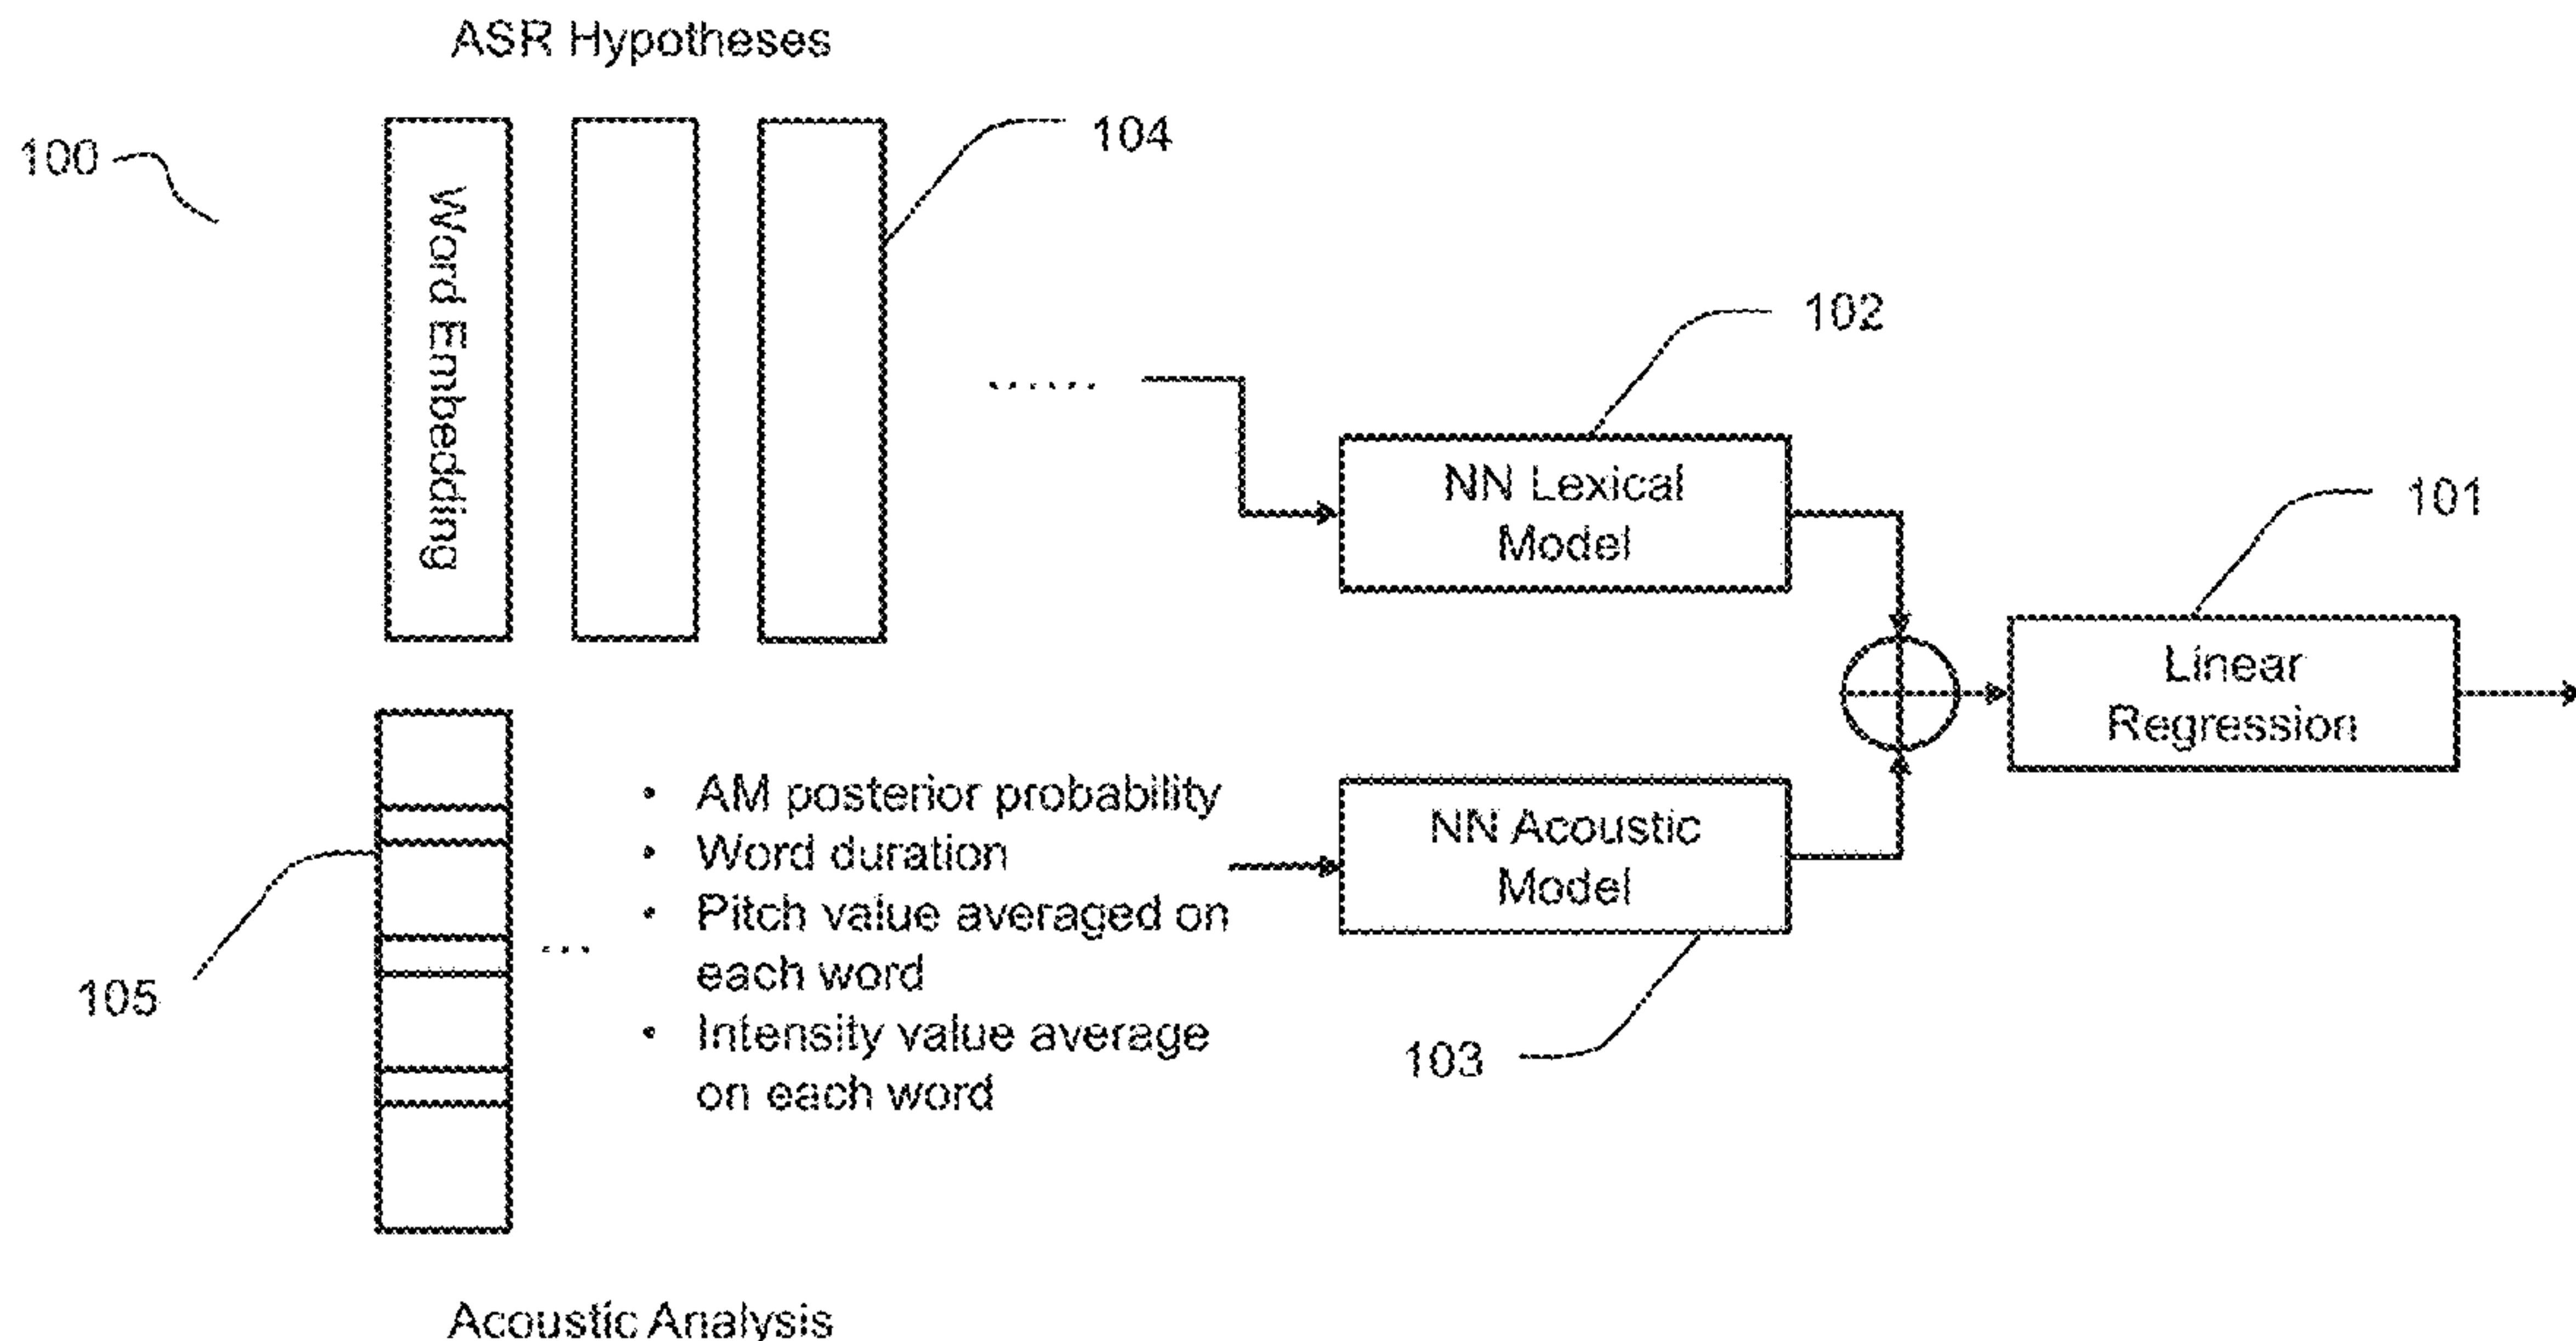 ASR Hypotheses
100
Word Embedding
104
102
NN Lexical
Model
101
Linear
Regression
105
• AM posterior probability
• Word duration
• Pitch value averaged on
each word
• Intensity value average
on each word
NN Acoustic
Model
103
Acoustic Analysis